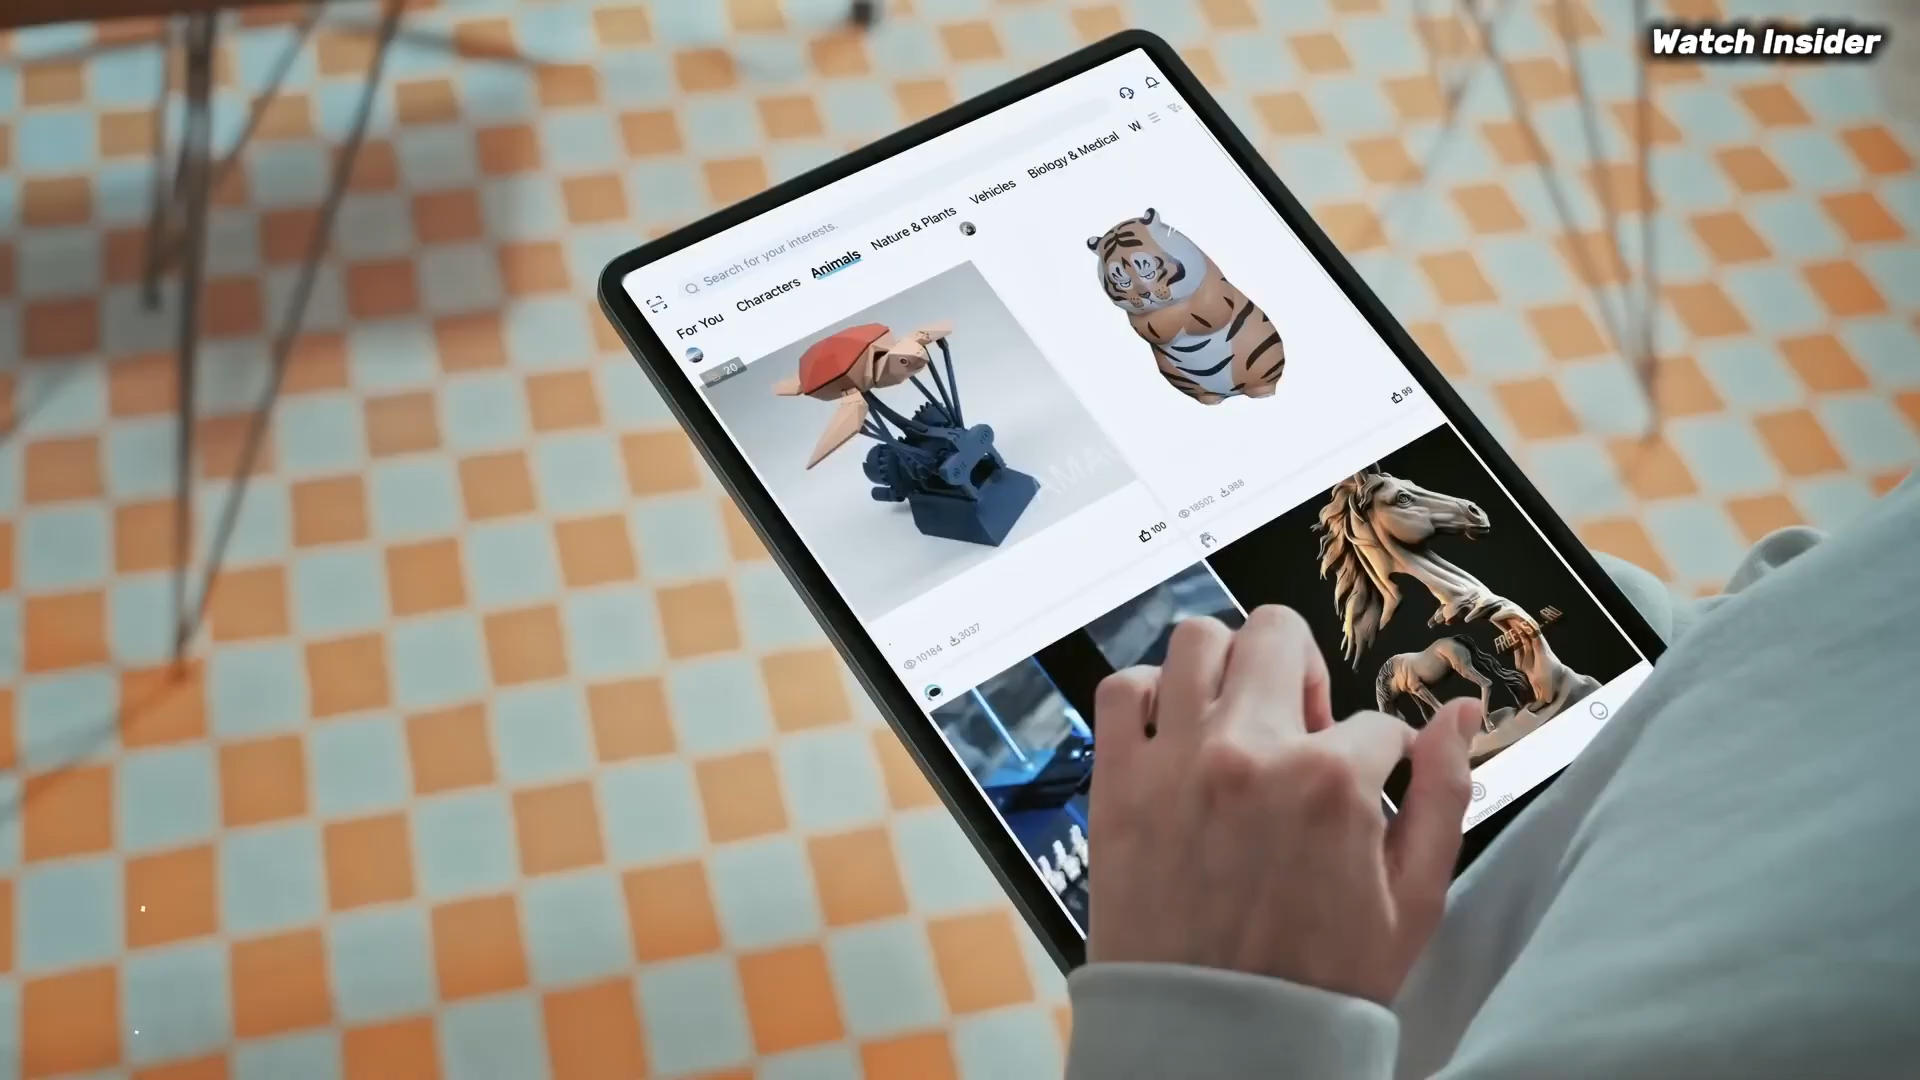 Watch Insider
Search for your interests.
For You Characters Animals Nature & Plants Vehicles Biology & Medical W
20
100
99
10184 3037
18502 988
Community